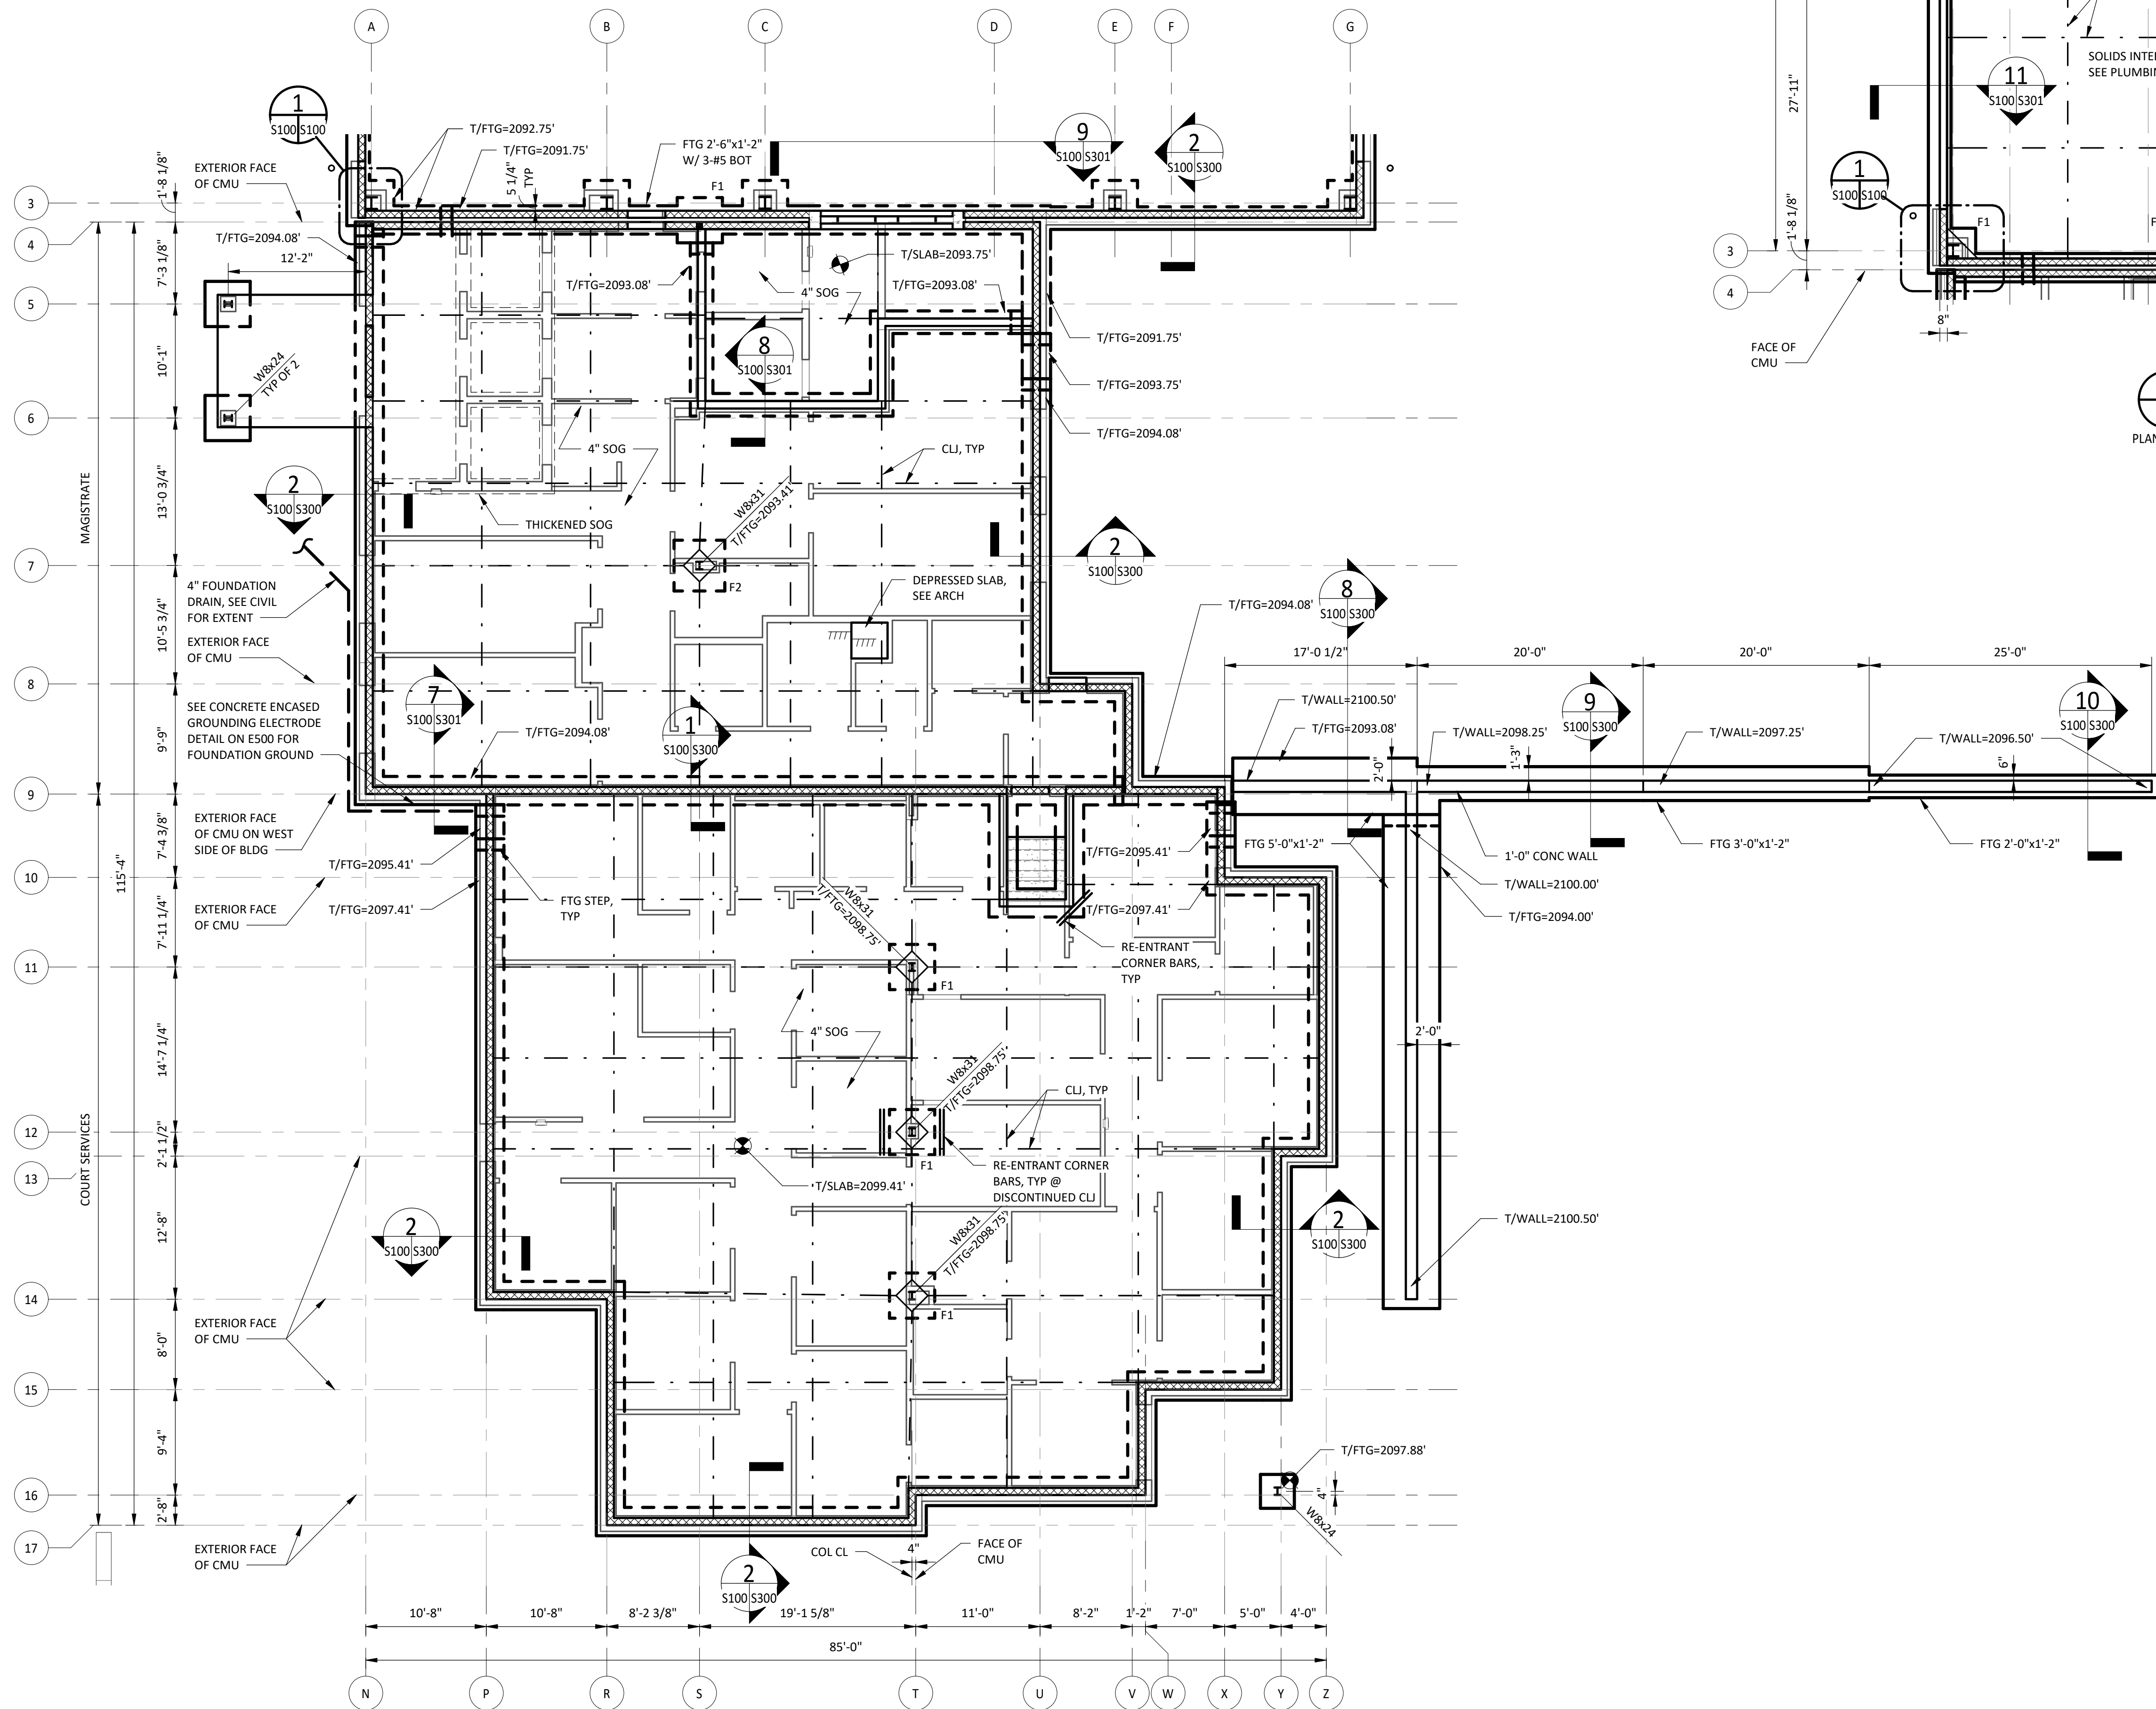 A
B
C
D
E
F
G
1
S100 S100
T/FTG=2092.75'
T/FTG=2091.75'
FTG 2'-6"x1'-2"
W/ 3-#5 BOT
9
S100 S301
2
S100 S300
EXTERIOR FACE
OF CMU
5 1/4"
TYP
F1
1'-8 1/8"
3
4
T/FTG=2094.08'
12'-2"
7'-3 1/8"
5
T/FTG=2093.08'
T/SLAB=2093.75'
4" SOG
T/FTG=2093.08'
T/FTG=2091.75'
10'-1"
W8x24
TYP OF 2
8
S100 S301
T/FTG=2093.75'
6
T/FTG=2094.08'
MAGISTRATE
13'-0 3/4"
4" SOG
CLJ, TYP
2
S100 S300
THICKENED SOG
W8x31
T/FTG=2093.41'
2
S100 S300
7
F2
4" FOUNDATION
DRAIN, SEE CIVIL
FOR EXTENT
DEPRESSED SLAB,
SEE ARCH
10'-5 3/4"
EXTERIOR FACE
OF CMU
T/FTG=2094.08'
8
S100 S300
17'-0 1/2"
20'-0"
20'-0"
25'-0"
8
7
S100 S301
SEE CONCRETE ENCASED
GROUNDING ELECTRODE
DETAIL ON E500 FOR
FOUNDATION GROUND
9'-9"
T/FTG=2094.08'
1
S100 S300
T/WALL=2100.50'
T/FTG=2093.08'
2'-0"
T/WALL=2098.25'
1'-3"
9
S100 S300
T/WALL=2097.25'
T/WALL=2096.50'
6"
10
S100 S300
9
EXTERIOR FACE
OF CMU ON WEST
SIDE OF BLDG
7'-4 3/8"
115'-4"
T/FTG=2095.41'
T/FTG=2095.41'
FTG 5'-0"x1'-2"
1'-0" CONC WALL
FTG 3'-0"x1'-2"
FTG 2'-0"x1'-2"
10
T/WALL=2100.00'
EXTERIOR FACE
OF CMU
T/FTG=2097.41'
FTG STEP,
TYP
W8x31
T/FTG=2098.75'
T/FTG=2097.41'
T/FTG=2094.00'
7'-11 1/4"
RE-ENTRANT
CORNER BARS,
TYP
11
F1
14'-7 1/4"
4" SOG
2'-0"
W8x31
T/FTG=2098.75'
CLJ, TYP
COURT SERVICES
12
2'-1 1/2"
13
F1
RE-ENTRANT CORNER
BARS, TYP @
DISCONTINUED CLJ
T/SLAB=2099.41'
12'-8"
2
S100 S300
W8x31
T/FTG=2098.75'
2
S100 S300
T/WALL=2100.50'
14
F1
EXTERIOR FACE
OF CMU
8'-0"
15
9'-4"
T/FTG=2097.88'
16
4"
W8x24
2'-8"
17
EXTERIOR FACE
OF CMU
COL CL
4"
FACE OF
CMU
2
S100 S300
10'-8"
10'-8"
8'-2 3/8"
19'-1 5/8"
11'-0"
8'-2"
1'-2"
7'-0"
5'-0"
4'-0"
85'-0"
N
P
R
S
T
U
V
W
X
Y
Z
27'-11"
11
S100 S301
1
S100 S100
1'-8 1/8"
F1
3
4
8"
FACE OF
CMU